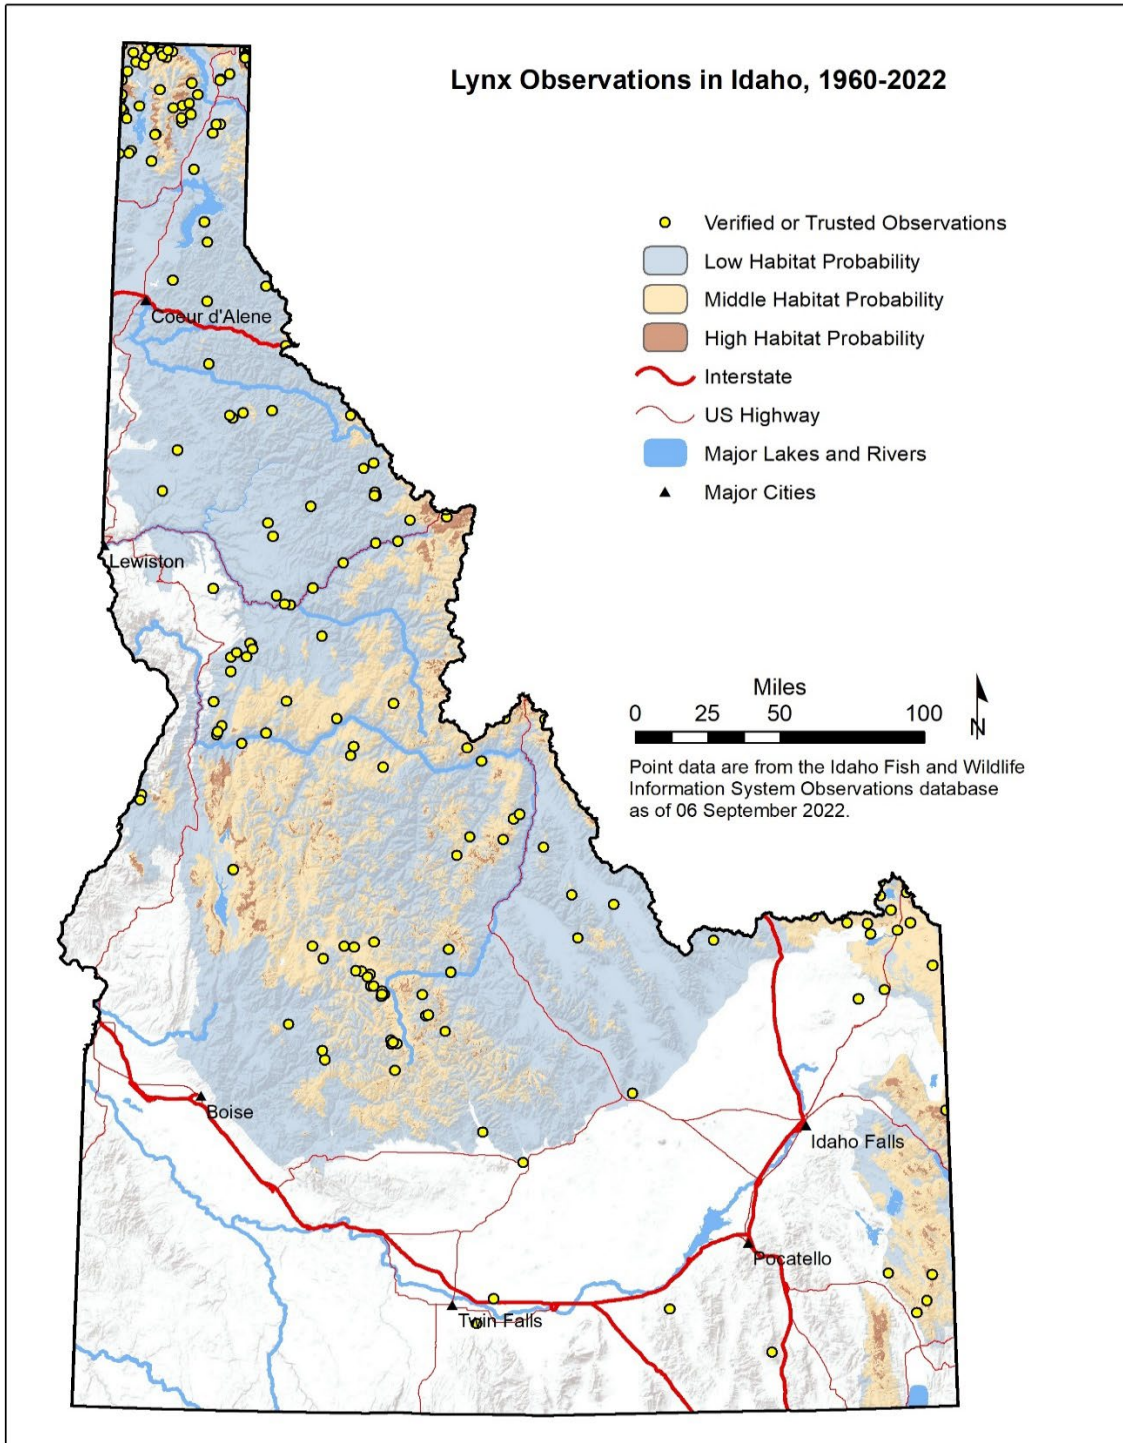 Lynx Observations in Idaho, 1960-2022
Verified or Trusted Observations
Low Habitat Probability
Middle Habitat Probability
High Habitat Probability
Interstate
US Highway
Major Lakes and Rivers
Major Cities
Coeur d'Alene
Lewiston
Miles
0 25 50 100
N
Point data are from the Idaho Fish and Wildlife
Information System Observations database
as of 06 September 2022.
Boise
Idaho Falls
Pocatello
Twin Falls